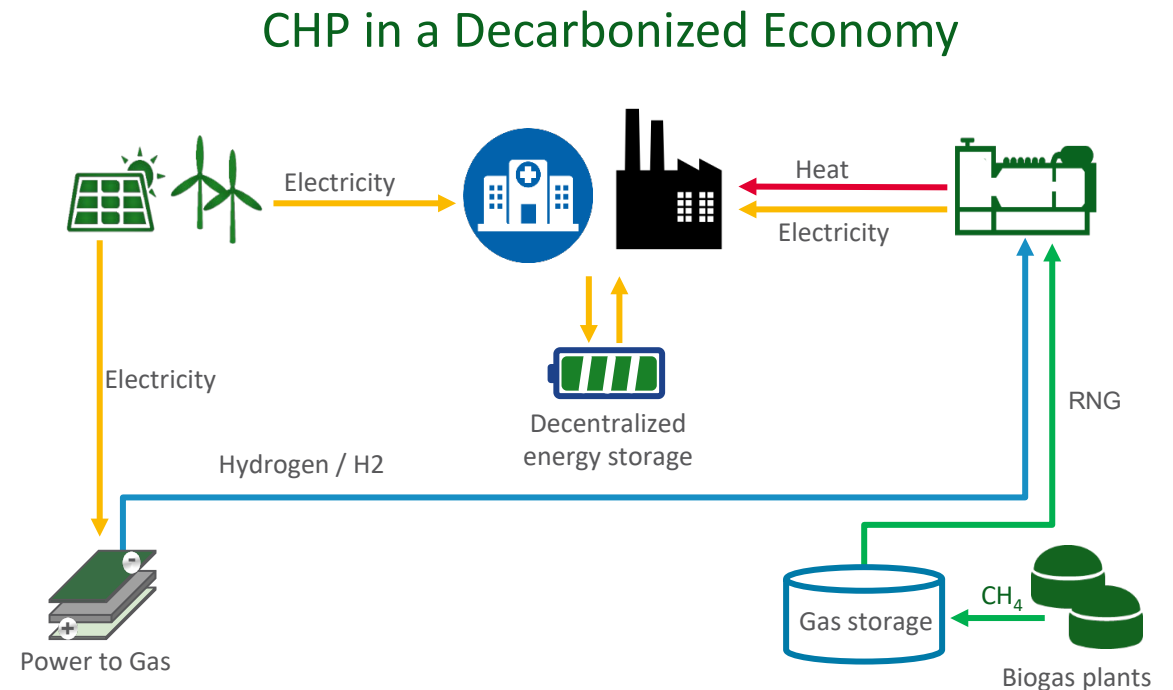 CHP in a Decarbonized Economy
Electricity
Heat
Electricity
Electricity
Decentralized
energy storage
RNG
Hydrogen / H2
-
+
Power to Gas
CH₄
Gas storage
Biogas plants